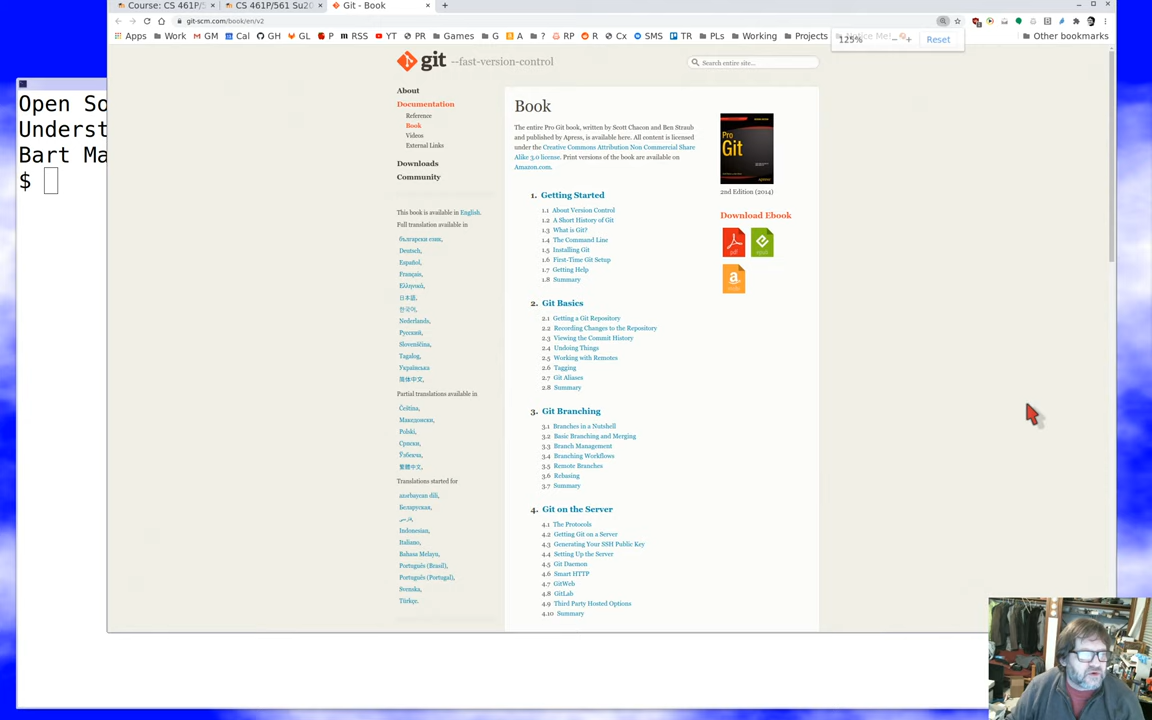 Course: CS 461P/561 Su20
CS 461P/561 Su20
Git - Book
git-scm.com/book/en/v2
Apps
Work
GM
Cal
GH
GL
P
RSS
YT
PR
Games
G
A
?
RP
R
Cx
SMS
TR
PLs
Working
Projects
Other bookmarks
125%
Reset
Open So
Underst
Bart Ma
$
git --fast-version-control
Search entire site...
About
Documentation
Reference
Book
Videos
External Links
Downloads
Community
This book is available in English.
Full translation available in
български език,
Deutsch,
Español,
Français,
Ελληνικά,
日本語,
한국어,
Nederlands,
Русский,
Slovenščina,
Tagalog,
Українська
简体中文,
Partial translations available in
Čeština,
Македонски,
Polski,
Српски,
Ўзбекча,
繁體中文,
Translations started for
azərbaycan dili,
Беларуская,
فارسی,
Indonesian,
Italiano,
Bahasa Melayu,
Português (Brasil),
Português (Portugal),
Svenska,
Türkçe.
Book
The entire Pro Git book, written by Scott Chacon and Ben Straub
and published by Apress, is available here. All content is licensed
under the Creative Commons Attribution Non Commercial Share
Alike 3.0 license. Print versions of the book are available on
Amazon.com.
1. Getting Started
1.1 About Version Control
1.2 A Short History of Git
1.3 What is Git?
1.4 The Command Line
1.5 Installing Git
1.6 First-Time Git Setup
1.7 Getting Help
1.8 Summary
2. Git Basics
2.1 Getting a Git Repository
2.2 Recording Changes to the Repository
2.3 Viewing the Commit History
2.4 Undoing Things
2.5 Working with Remotes
2.6 Tagging
2.7 Git Aliases
2.8 Summary
3. Git Branching
3.1 Branches in a Nutshell
3.2 Basic Branching and Merging
3.3 Branch Management
3.4 Branching Workflows
3.5 Remote Branches
3.6 Rebasing
3.7 Summary
4. Git on the Server
4.1 The Protocols
4.2 Getting Git on a Server
4.3 Generating Your SSH Public Key
4.4 Setting Up the Server
4.5 Git Daemon
4.6 Smart HTTP
4.7 GitWeb
4.8 GitLab
4.9 Third Party Hosted Options
4.10 Summary
Pro
Git
2nd Edition (2014)
Download Ebook
pdf
epub